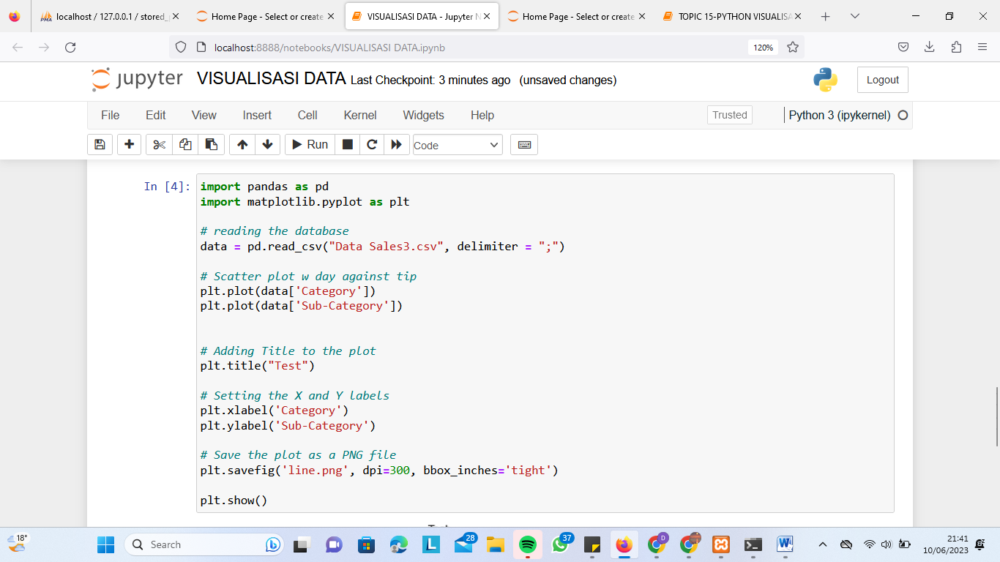 localhost / 127.0.0.1 / stored_
Home Page - Select or create
VISUALISASI DATA - Jupyter N
Home Page - Select or create
TOPIC 15-PYTHON VISUALISA
localhost:8888/notebooks/VISUALISASI DATA.ipynb
120%
jupyter VISUALISASI DATA Last Checkpoint: 3 minutes ago (unsaved changes)
Logout
File Edit View Insert Cell Kernel Widgets Help
Trusted
Python 3 (ipykernel)
Run
Code
In [4]:
import pandas as pd
import matplotlib.pyplot as plt
# reading the database
data = pd.read_csv("Data Sales3.csv", delimiter = ";")
# Scatter plot w day against tip
plt.plot(data['Category'])
plt.plot(data['Sub-Category'])
# Adding Title to the plot
plt.title("Test")
# Setting the X and Y labels
plt.xlabel('Category')
plt.ylabel('Sub-Category')
# Save the plot as a PNG file
plt.savefig('line.png', dpi=300, bbox_inches='tight')
plt.show()
18°
Search
28
37
D
21:41
10/06/2023